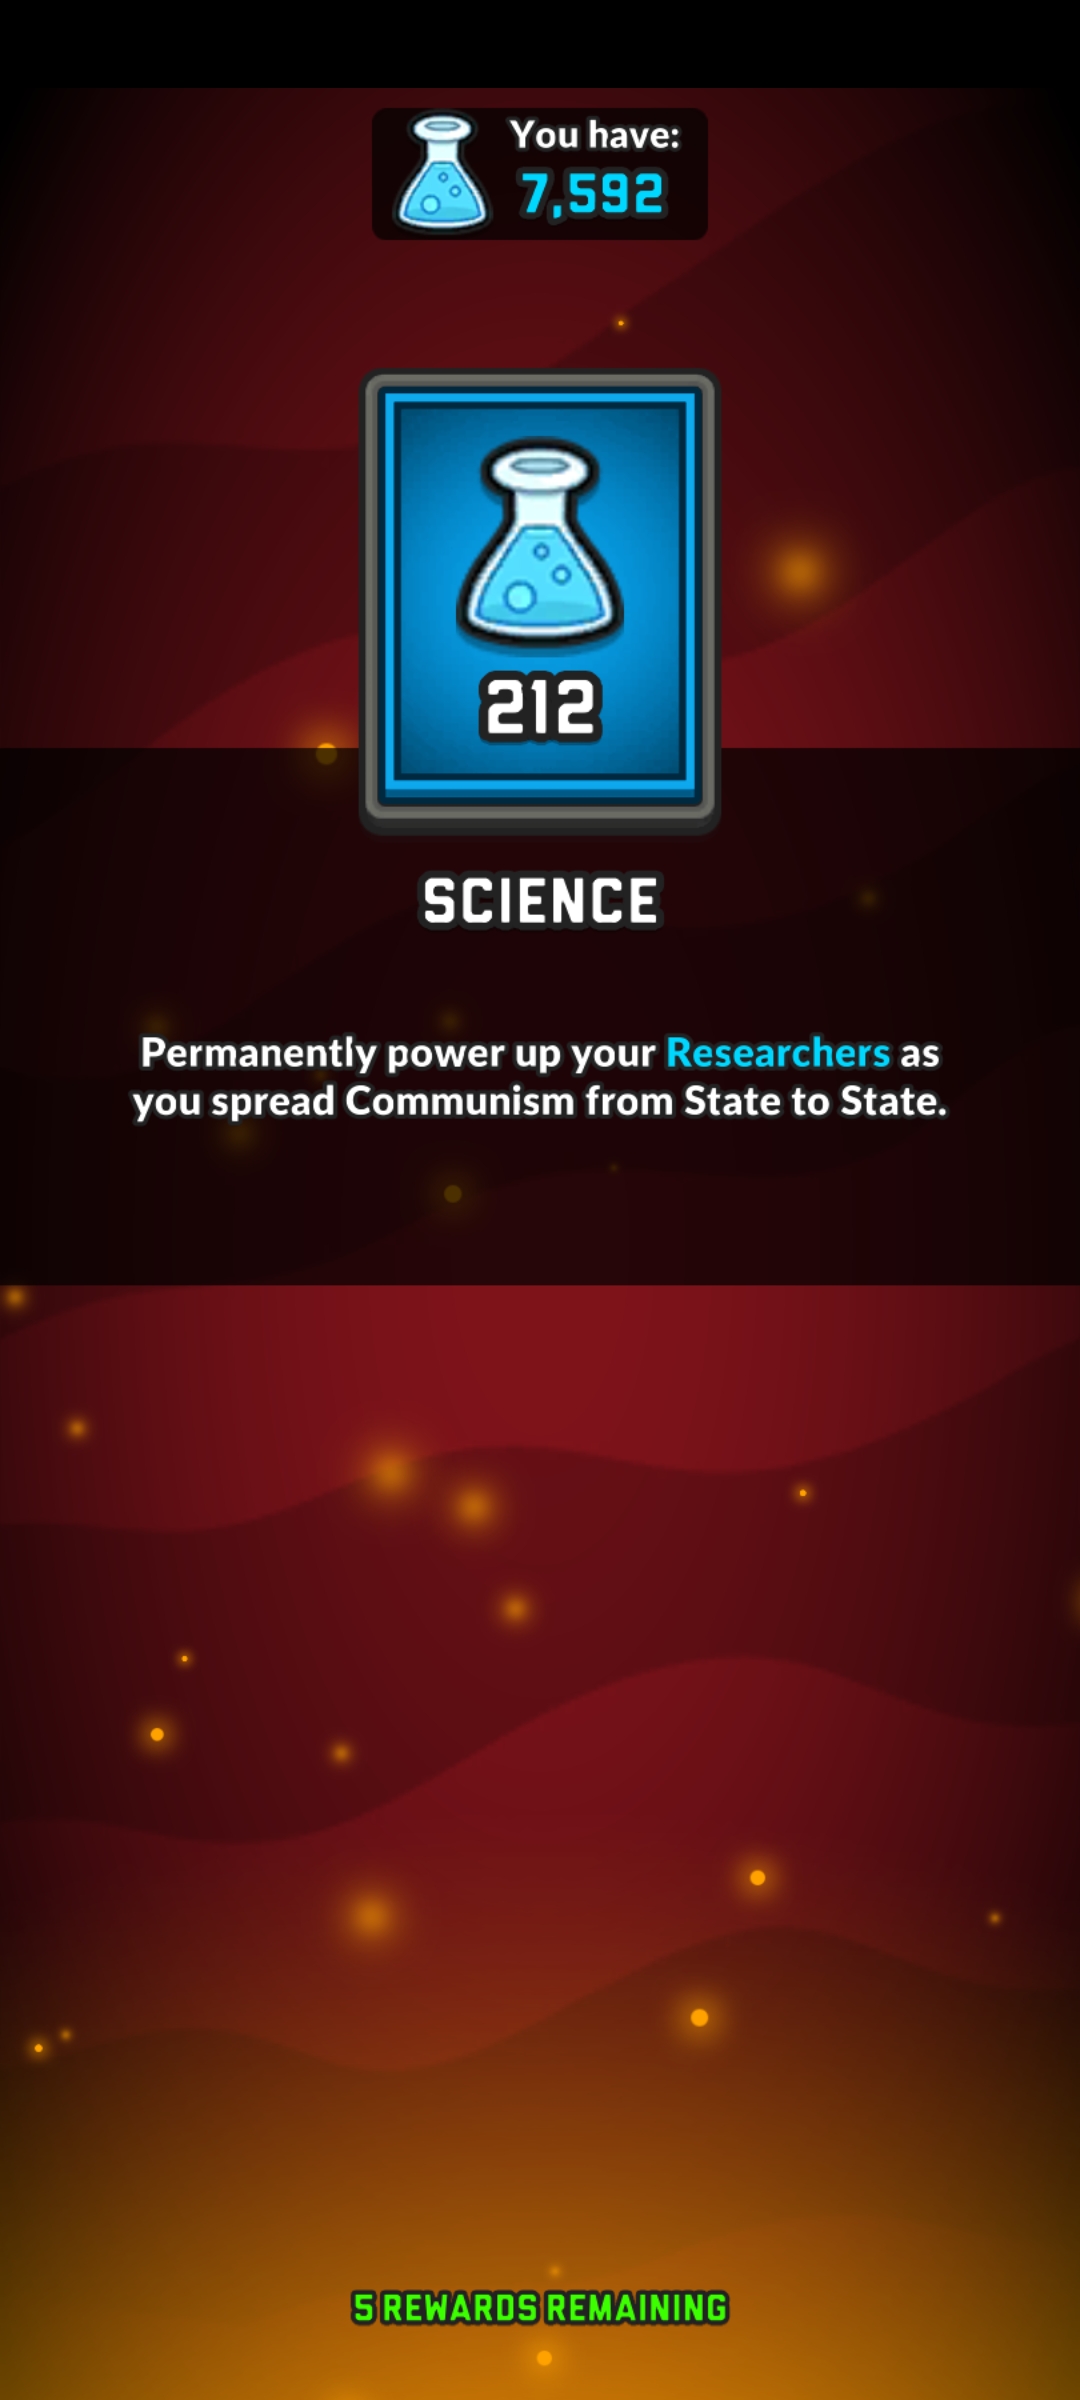 You have:
7,592
212
SCIENCE
Permanently power up your Researchers as
you spread Communism from State to State.
5 REWARDS REMAINING